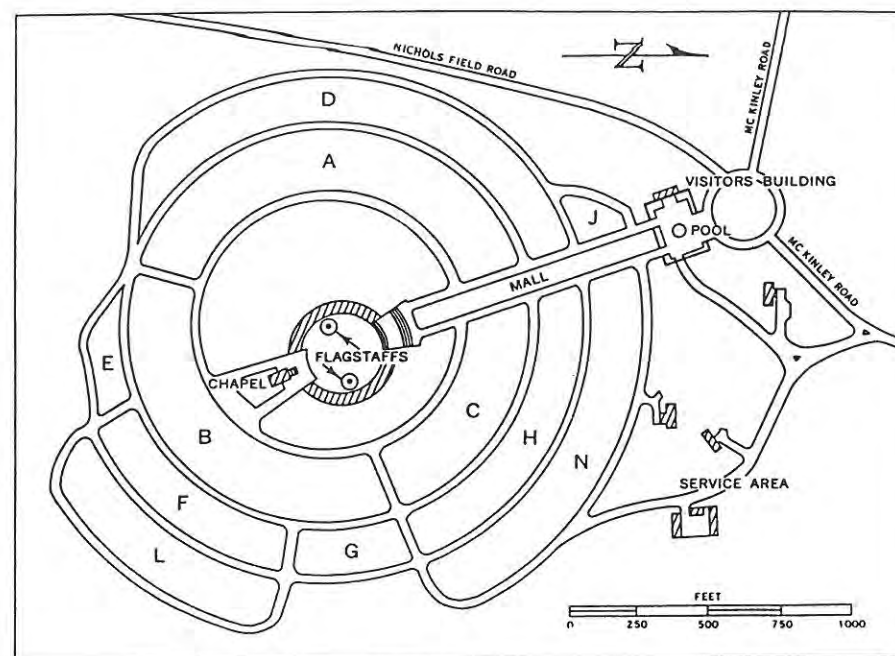 NICHOLS FIELD ROAD
N
MC KINLEY ROAD
D
A
VISITORS BUILDING
J
POOL
MALL
MC KINLEY ROAD
FLAGSTAFFS
E
CHAPEL
B
C
H
N
SERVICE AREA
F
G
L
FEET
0 250 500 750 1000